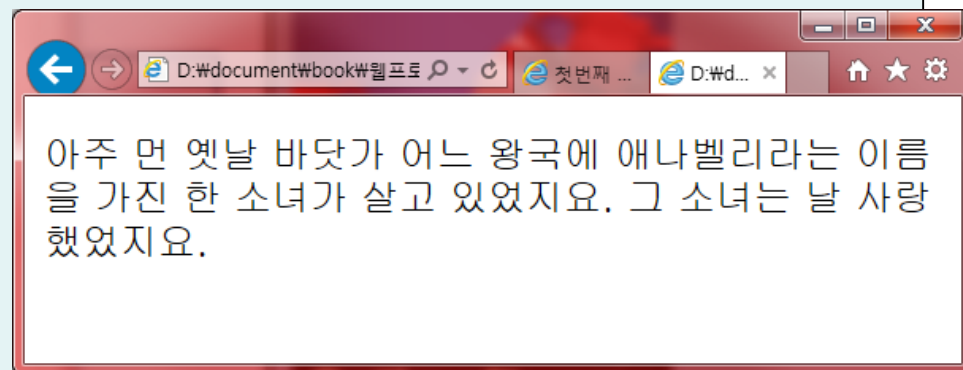 D:₩document₩book₩웹프로
첫번째 ...
D:₩d...
아주 먼 옛날 바닷가 어느 왕국에 애나벨리라는 이름
을 가진 한 소녀가 살고 있었지요. 그 소녀는 날 사랑
했었지요.